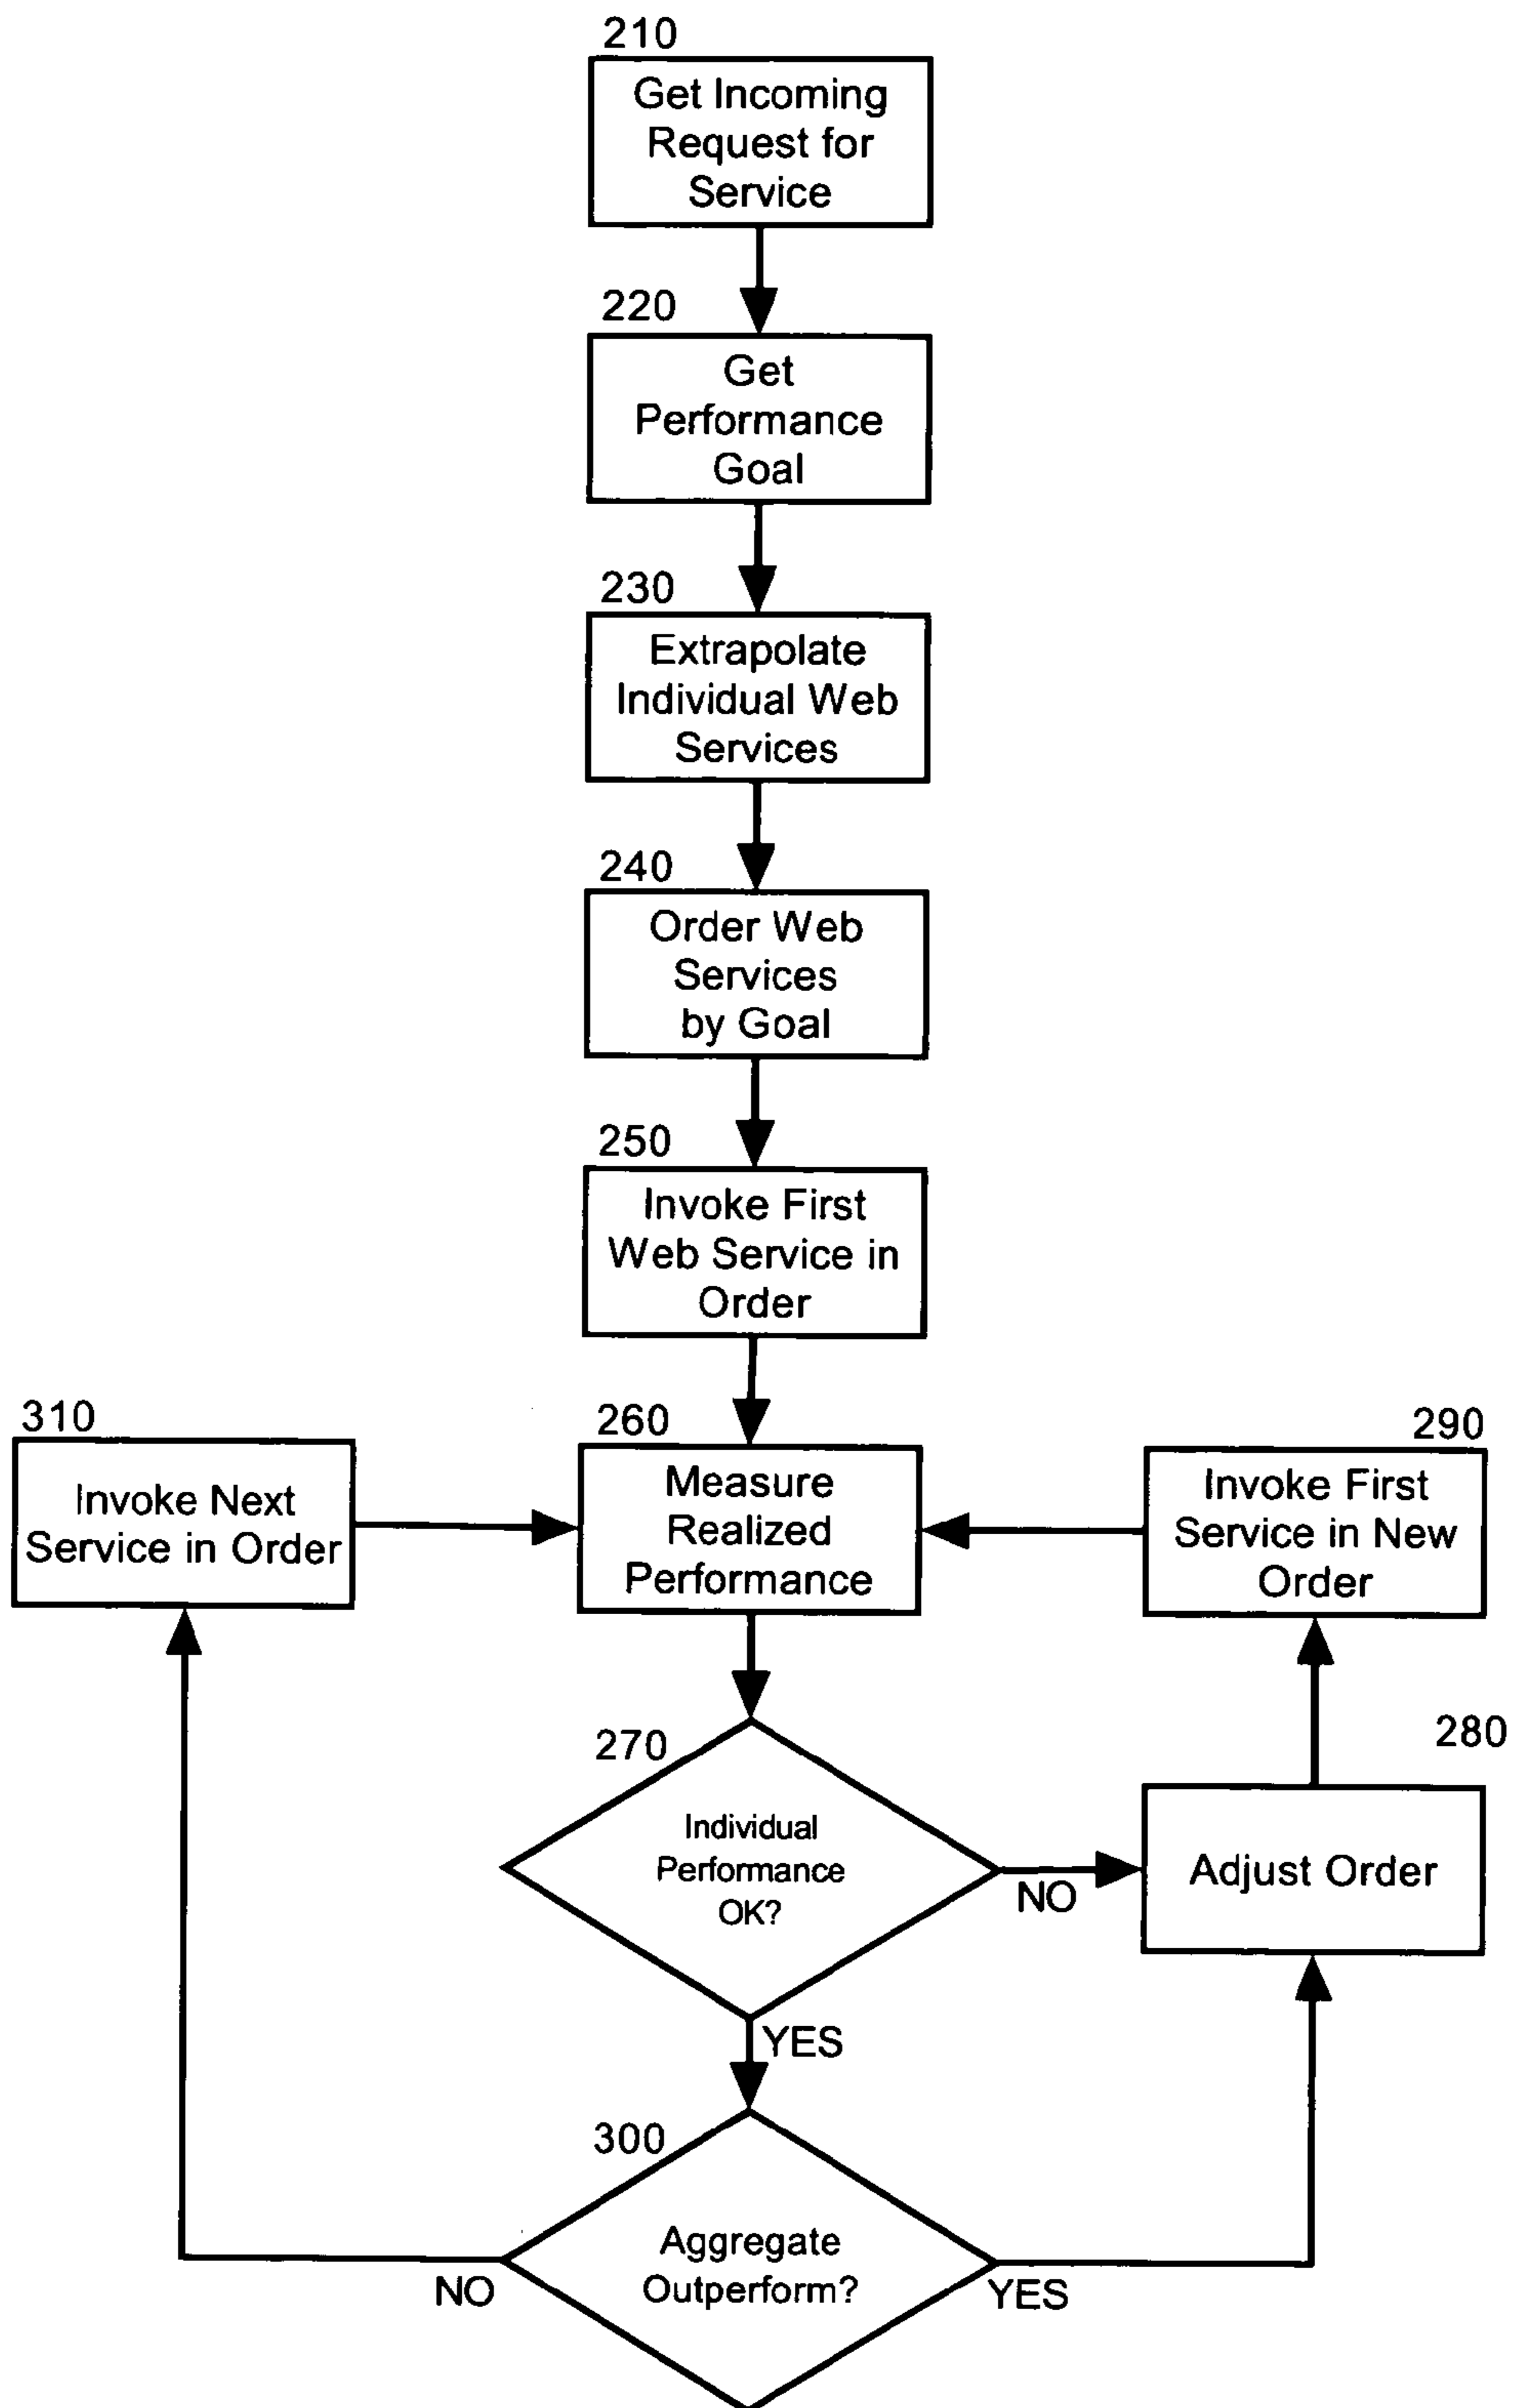 210
Get Incoming
Request for
Service
220
Get
Performance
Goal
230
Extrapolate
Individual Web
Services
240
Order Web
Services
by Goal
250
Invoke First
Web Service in
Order
310
Invoke Next
Service in Order
260
Measure
Realized
Performance
290
Invoke First
Service in New
Order
270
Individual
Performance
OK?
NO
280
Adjust Order
YES
300
Aggregate
Outperform?
NO
YES